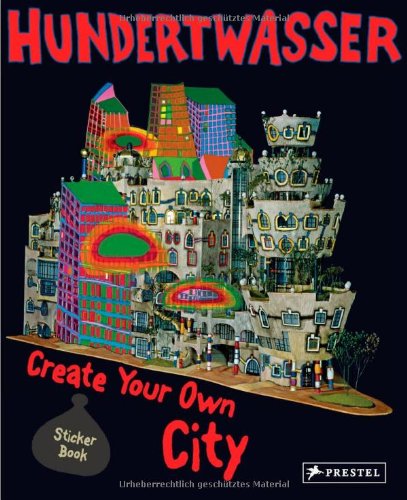 HUNDERTWASSER
Urheberrechtlich geschütztes Material
Create Your Own
City
Sticker
Book
PRESTEL
Urheberrechtlich geschütztes Material